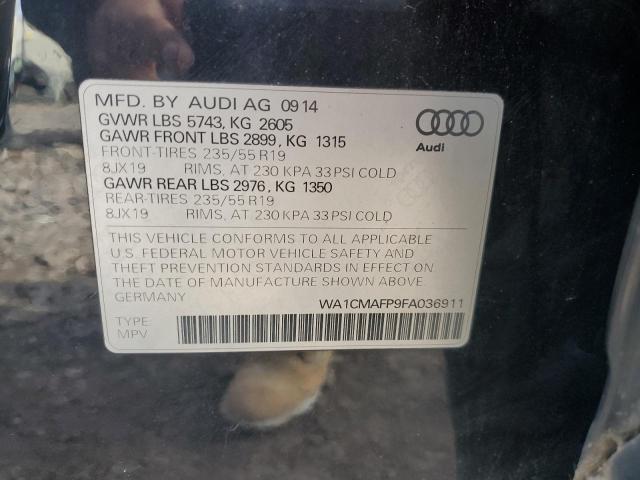 MFD. BY AUDI AG 09 14
GVWR LBS 5743, KG 2605
GAWR FRONT LBS 2899, KG 1315
FRONT-TIRES 235/55 R19
8JX19 RIMS, AT 230 KPA 33 PSI COLD
GAWR REAR LBS 2976, KG 1350
REAR-TIRES 235/55 R19
8JX19 RIMS, AT 230 KPA 33 PSI COLD
Audi
THIS VEHICLE CONFORMS TO ALL APPLICABLE
U.S. FEDERAL MOTOR VEHICLE SAFETY AND
THEFT PREVENTION STANDARDS IN EFFECT ON
THE DATE OF MANUFACTURE SHOWN ABOVE.
GERMANY WA1CMAFP9FA036911
TYPE:
MPV